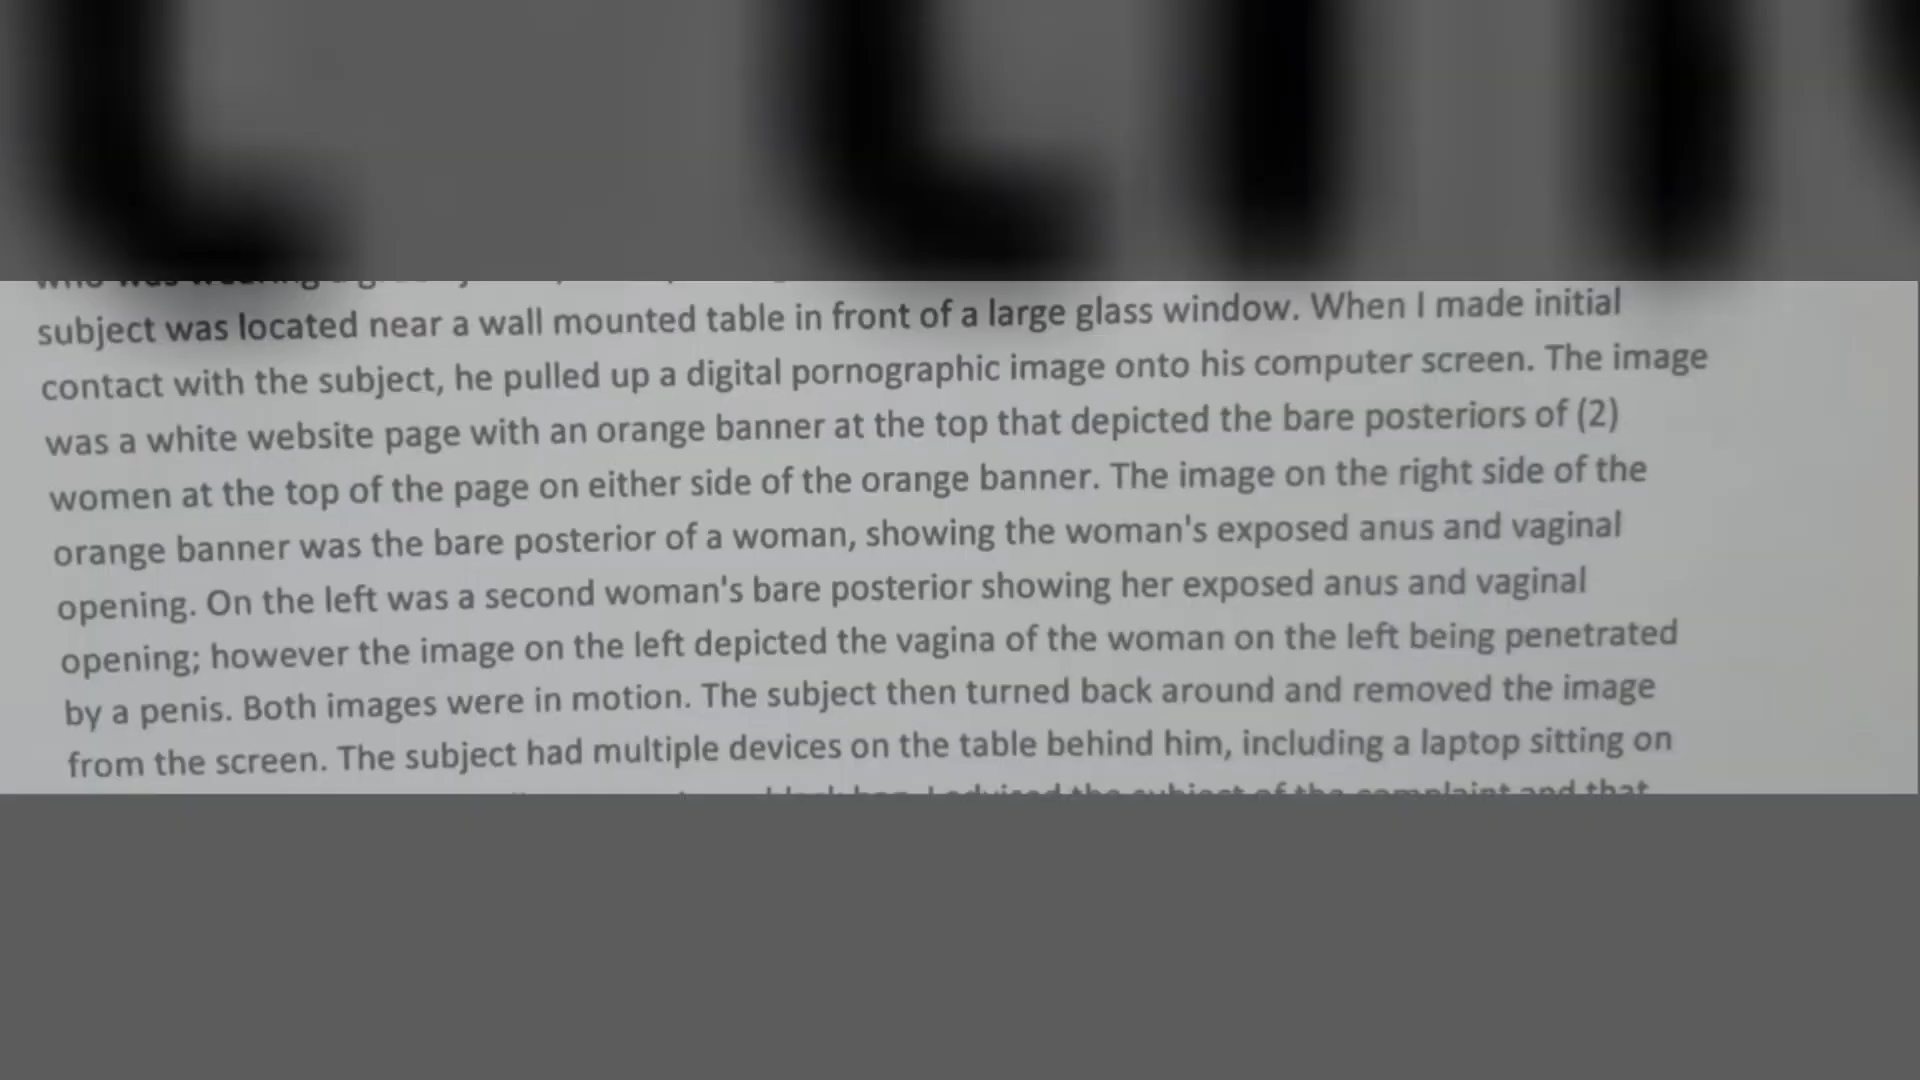 subject was located near a wall mounted table in front of a large glass window. When I made initial
contact with the subject, he pulled up a digital pornographic image onto his computer screen. The image
was a white website page with an orange banner at the top that depicted the bare posteriors of (2)
women at the top of the page on either side of the orange banner. The image on the right side of the
orange banner was the bare posterior of a woman, showing the woman's exposed anus and vaginal
opening. On the left was a second woman's bare posterior showing her exposed anus and vaginal
opening; however the image on the left depicted the vagina of the woman on the left being penetrated
by a penis. Both images were in motion. The subject then turned back around and removed the image
from the screen. The subject had multiple devices on the table behind him, including a laptop sitting on
I advised the subject of the complaint and that